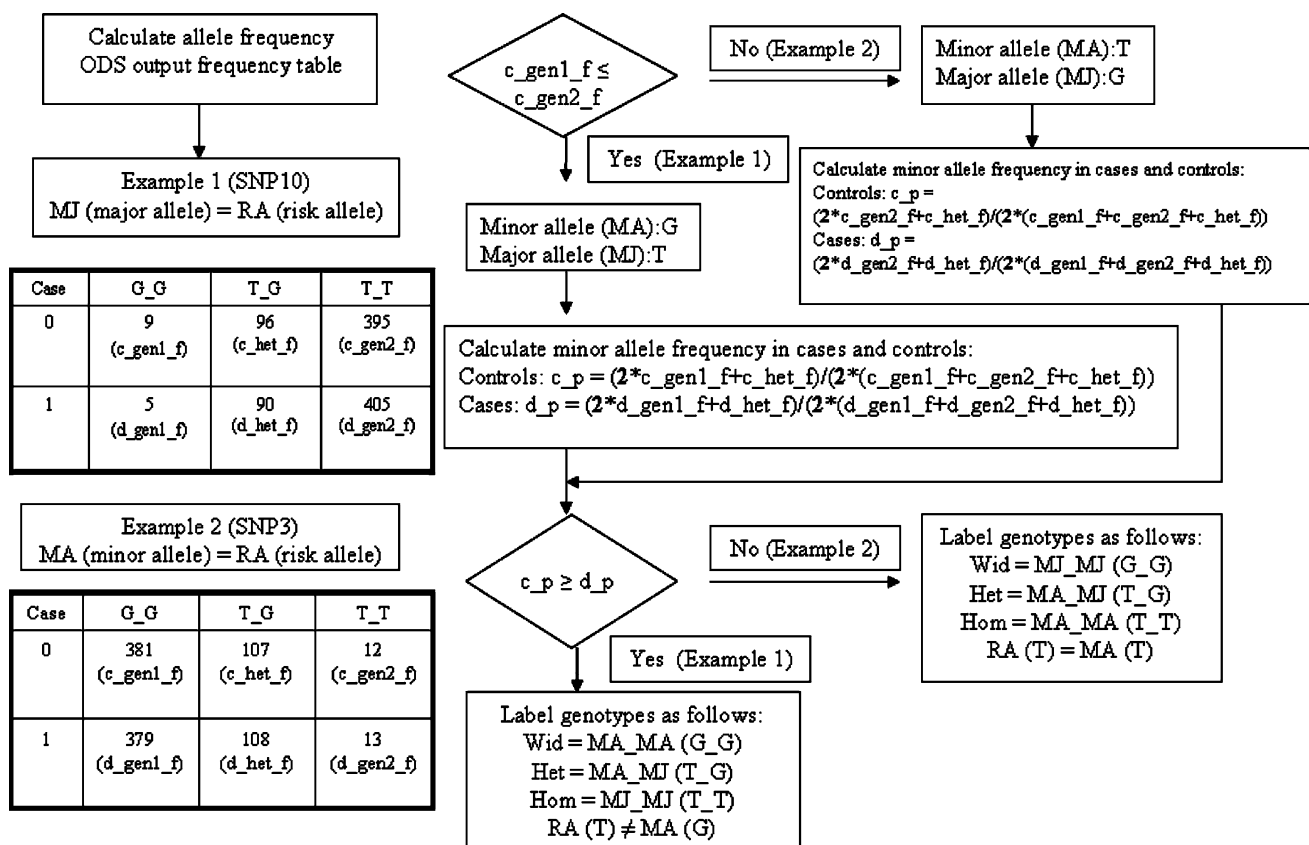 Calculate allele frequency
ODS output frequency table
Example 1 (SNP10)
MJ (major allele) = RA (risk allele)
Case G_G T_G T_T
0 9 96 395
(c_gen1_f) (c_het_f) (c_gen2_f)
1 5 90 405
(d_gen1_f) (d_het_f) (d_gen2_f)
Example 2 (SNP3)
MA (minor allele) = RA (risk allele)
Case G_G T_G T_T
0 381 107 12
(c_gen1_f) (c_het_f) (c_gen2_f)
1 379 108 13
(d_gen1_f) (d_het_f) (d_gen2_f)
c_gen1_f ≤
c_gen2_f
No (Example 2)
Minor allele (MA):T
Major allele (MJ):G
Yes (Example 1)
Minor allele (MA):G
Major allele (MJ):T
Calculate minor allele frequency in cases and controls:
Controls: c_p =
(2*c_gen2_f+c_het_f)/(2*(c_gen1_f+c_gen2_f+c_het_f))
Cases: d_p =
(2*d_gen2_f+d_het_f)/(2*(d_gen1_f+d_gen2_f+d_het_f))
Calculate minor allele frequency in cases and controls:
Controls: c_p = (2*c_gen1_f+c_het_f)/(2*(c_gen1_f+c_gen2_f+c_het_f))
Cases: d_p = (2*d_gen1_f+d_het_f)/(2*(d_gen1_f+d_gen2_f+d_het_f))
c_p ≥ d_p
No (Example 2)
Label genotypes as follows:
Wid = MJ_MJ (G_G)
Het = MA_MJ (T_G)
Hom = MA_MA (T_T)
RA (T) = MA (T)
Yes (Example 1)
Label genotypes as follows:
Wid = MA_MA (G_G)
Het = MA_MJ (T_G)
Hom = MJ_MJ (T_T)
RA (T) ≠ MA (G)